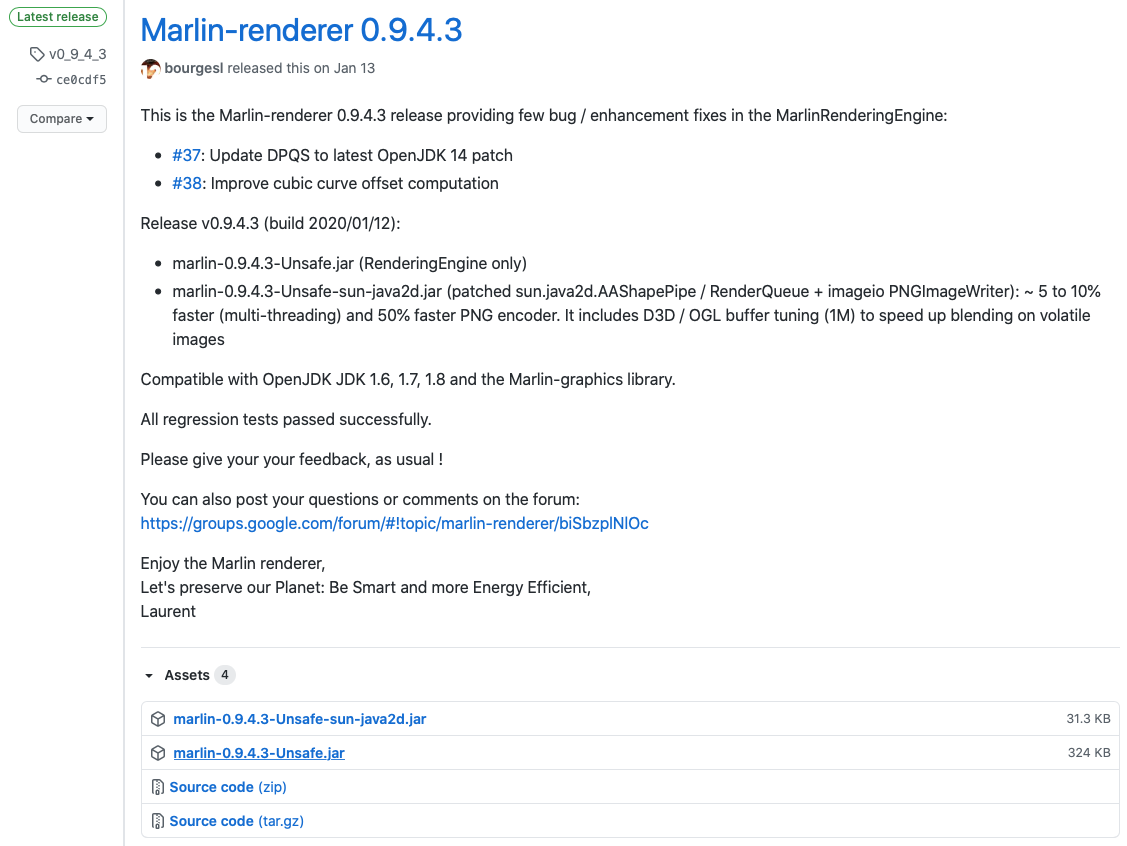 Latest release
v0_9_4_3
ce0cdf5
Compare
Marlin-renderer 0.9.4.3
bourgesl released this on Jan 13
This is the Marlin-renderer 0.9.4.3 release providing few bug / enhancement fixes in the MarlinRenderingEngine:
• #37: Update DPQS to latest OpenJDK 14 patch
• #38: Improve cubic curve offset computation
Release v0.9.4.3 (build 2020/01/12):
• marlin-0.9.4.3-Unsafe.jar (RenderingEngine only)
• marlin-0.9.4.3-Unsafe-sun-java2d.jar (patched sun.java2d.AAShapePipe / RenderQueue + imageio PNGImageWriter): ~ 5 to 10%
faster (multi-threading) and 50% faster PNG encoder. It includes D3D / OGL buffer tuning (1M) to speed up blending on volatile
images
Compatible with OpenJDK JDK 1.6, 1.7, 1.8 and the Marlin-graphics library.
All regression tests passed successfully.
Please give your your feedback, as usual !
You can also post your questions or comments on the forum:
https://groups.google.com/forum/#!topic/marlin-renderer/biSbzplNlOc
Enjoy the Marlin renderer,
Let's preserve our Planet: Be Smart and more Energy Efficient,
Laurent
Assets 4
marlin-0.9.4.3-Unsafe-sun-java2d.jar 31.3 KB
marlin-0.9.4.3-Unsafe.jar 324 KB
Source code (zip)
Source code (tar.gz)